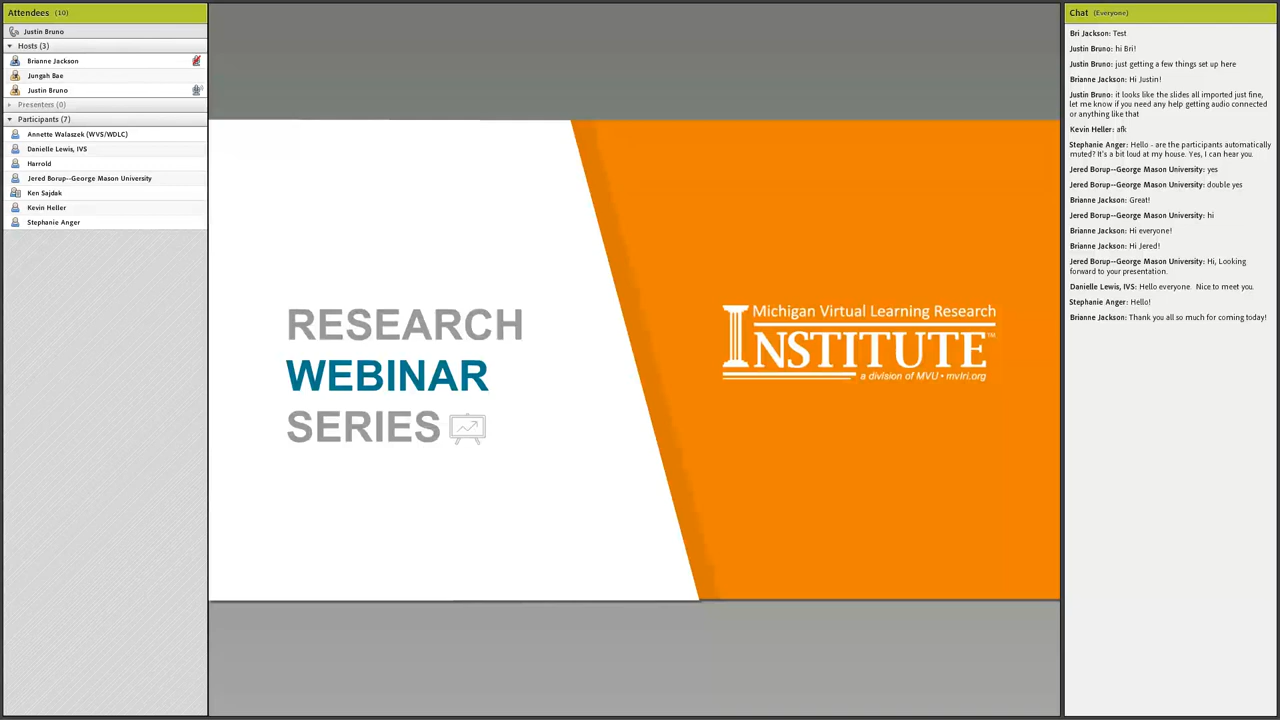 Attendees (10)
Justin Bruno
Hosts (3)
Brianne Jackson
Jungah Bae
Justin Bruno
Presenters (0)
Participants (7)
Annette Walaszek (WVS/WDLC)
Danielle Lewis, IVS
Harrold
Jered Borup--George Mason University
Ken Sajdak
Kevin Heller
Stephanie Anger
RESEARCH
WEBINAR
SERIES
Michigan Virtual Learning Research
INSTITUTE™
a division of MVU • mvlri.org
Chat (Everyone)
Bri Jackson: Test
Justin Bruno: hi Bri!
Justin Bruno: just getting a few things set up here
Brianne Jackson: Hi Justin!
Justin Bruno: it looks like the slides all imported just fine,
let me know if you need any help getting audio connected
or anything like that
Kevin Heller: afk
Stephanie Anger: Hello - are the participants automatically
muted? It's a bit loud at my house. Yes, I can hear you.
Jered Borup--George Mason University: yes
Jered Borup--George Mason University: double yes
Brianne Jackson: Great!
Jered Borup--George Mason University: hi
Brianne Jackson: Hi everyone!
Brianne Jackson: Hi Jered!
Jered Borup--George Mason University: Hi, Looking
forward to your presentation.
Danielle Lewis, IVS: Hello everyone. Nice to meet you.
Stephanie Anger: Hello!
Brianne Jackson: Thank you all so much for coming today!